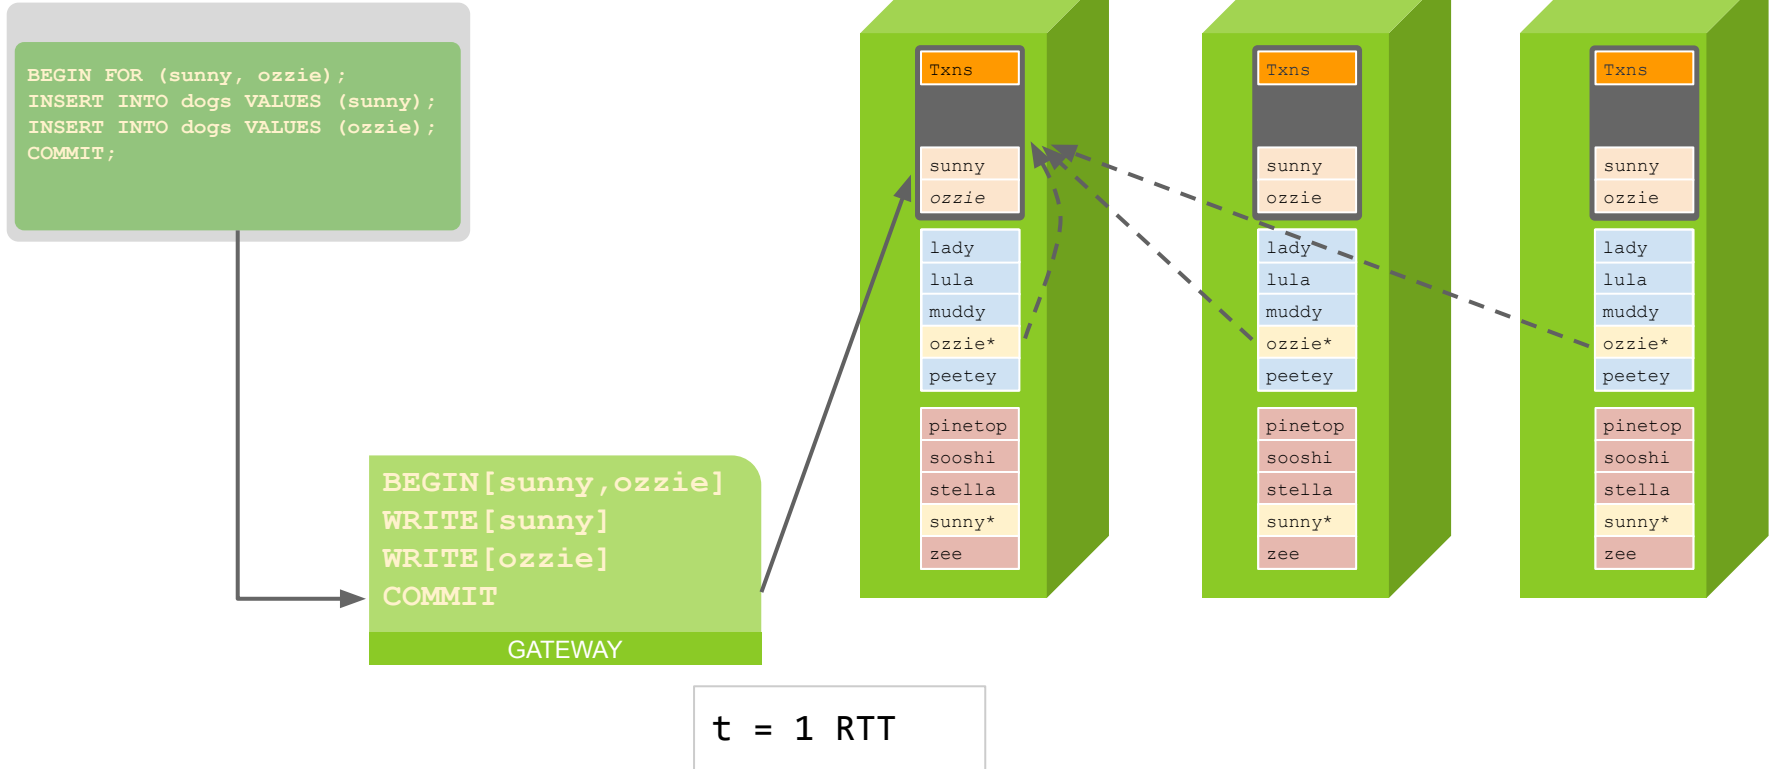 BEGIN FOR (sunny, ozzie);
INSERT INTO dogs VALUES (sunny);
INSERT INTO dogs VALUES (ozzie);
COMMIT;
BEGIN[sunny,ozzie]
WRITE[sunny]
WRITE[ozzie]
COMMIT
GATEWAY
t = 1 RTT
Txns
sunny
ozzie
lady
lula
muddy
ozzie*
peetey
pinetop
sooshi
stella
sunny*
zee
Txns
sunny
ozzie
lady
lula
muddy
ozzie*
peetey
pinetop
sooshi
stella
sunny*
zee
Txns
sunny
ozzie
lady
lula
muddy
ozzie*
peetey
pinetop
sooshi
stella
sunny*
zee